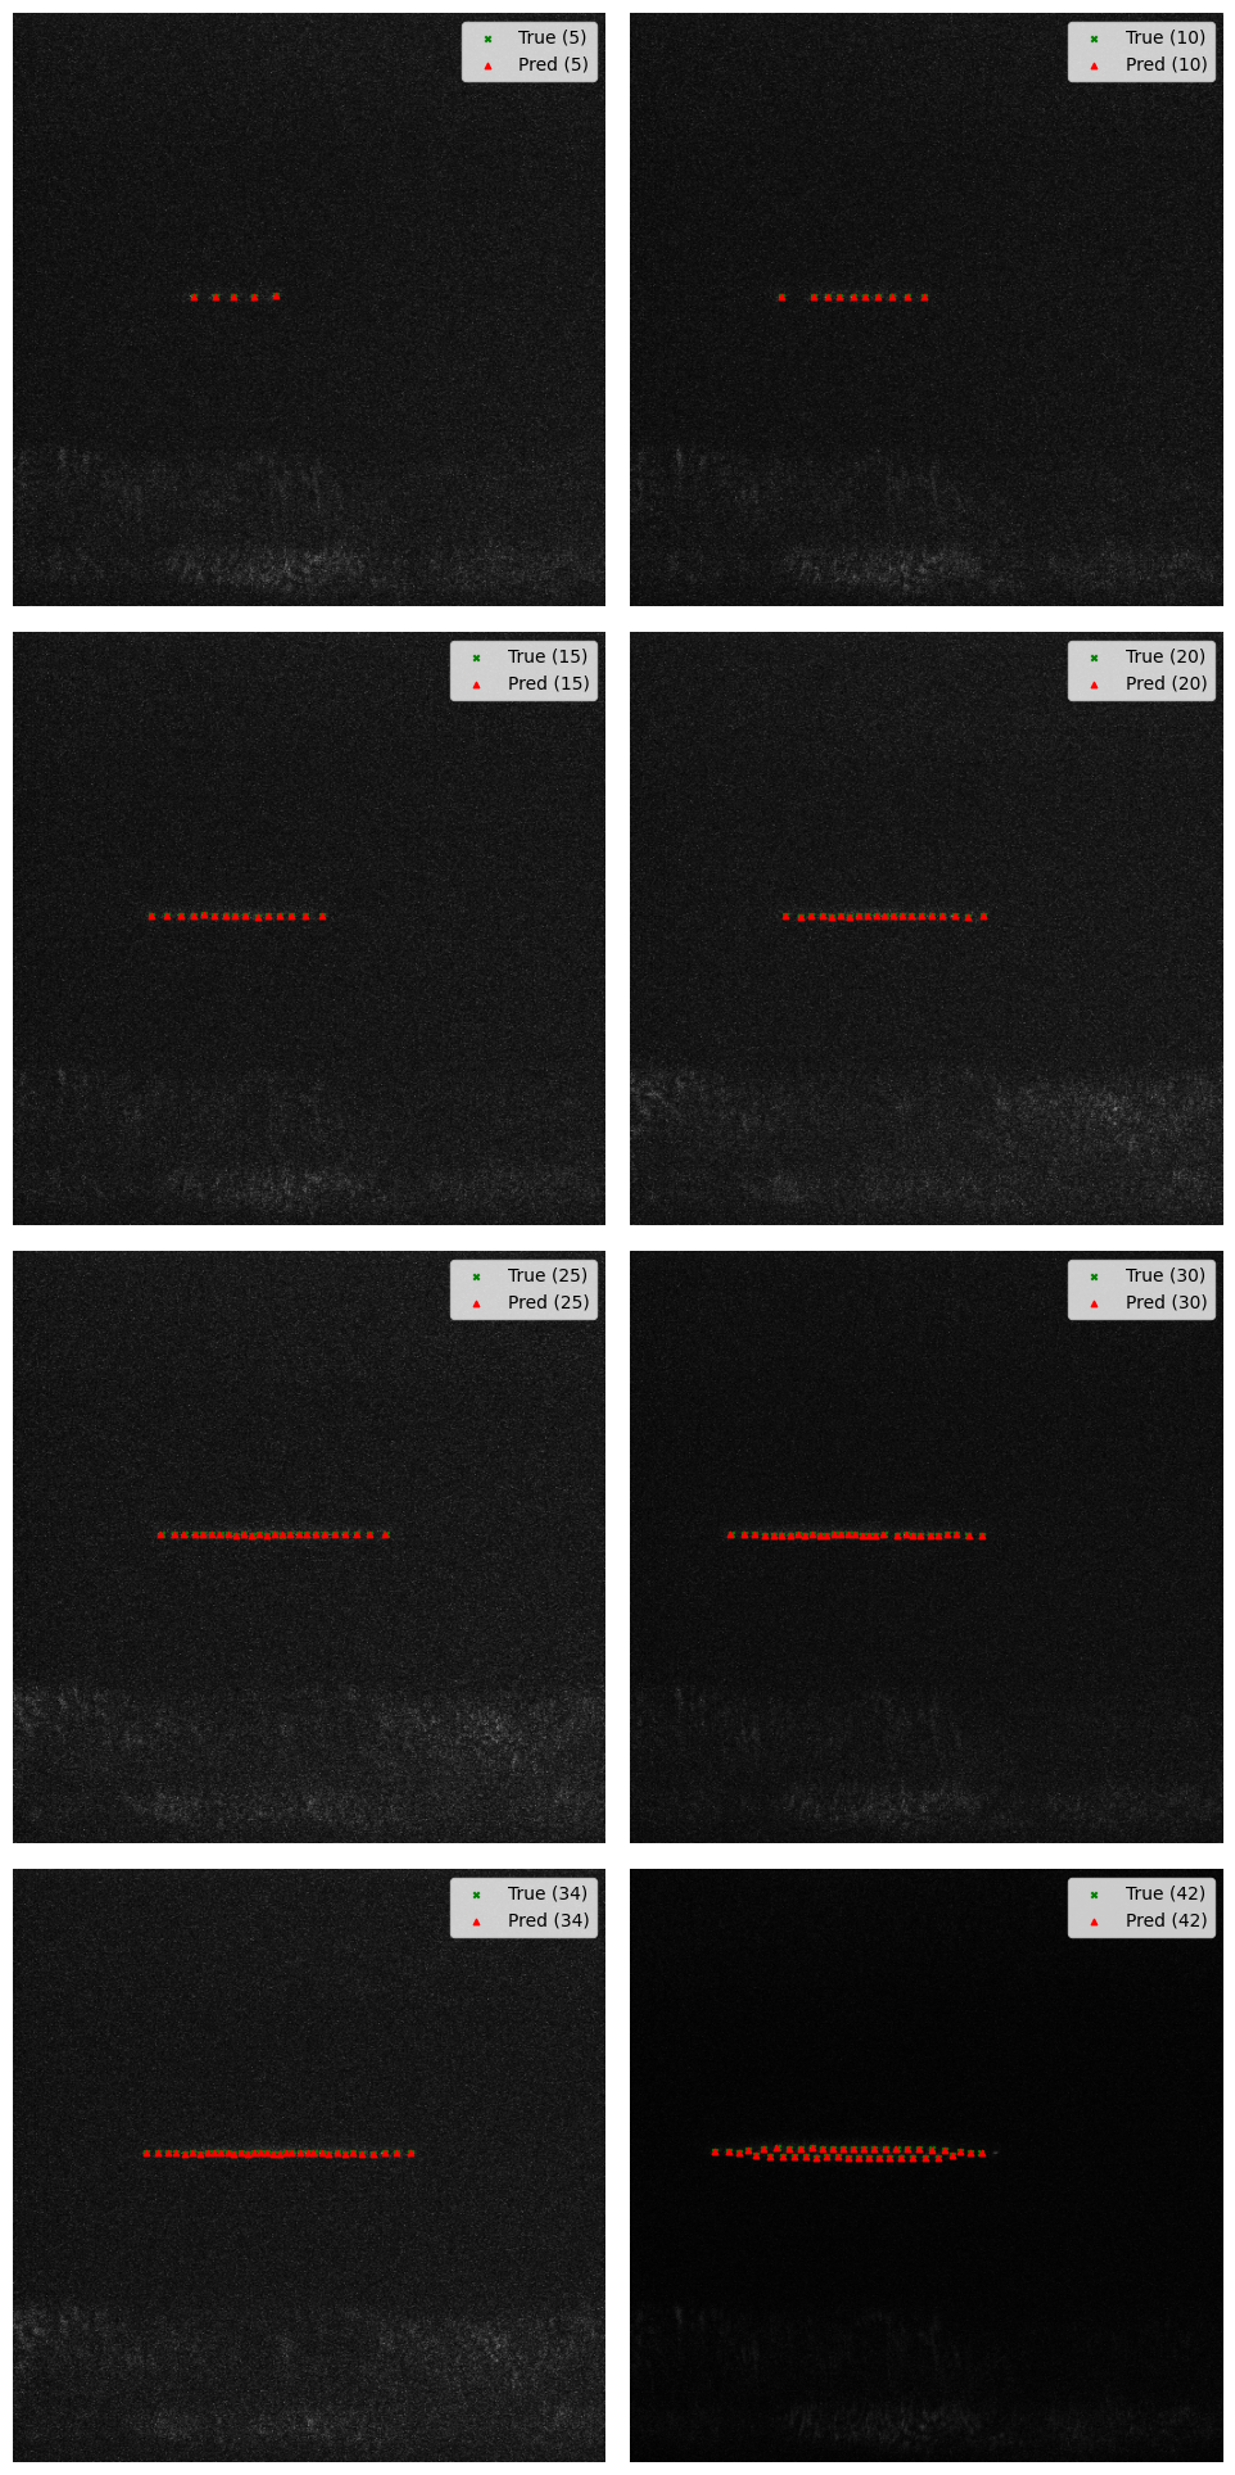 True (5)
Pred (5)
True (10)
Pred (10)
True (15)
Pred (15)
True (20)
Pred (20)
True (25)
Pred (25)
True (30)
Pred (30)
True (34)
Pred (34)
True (42)
Pred (42)